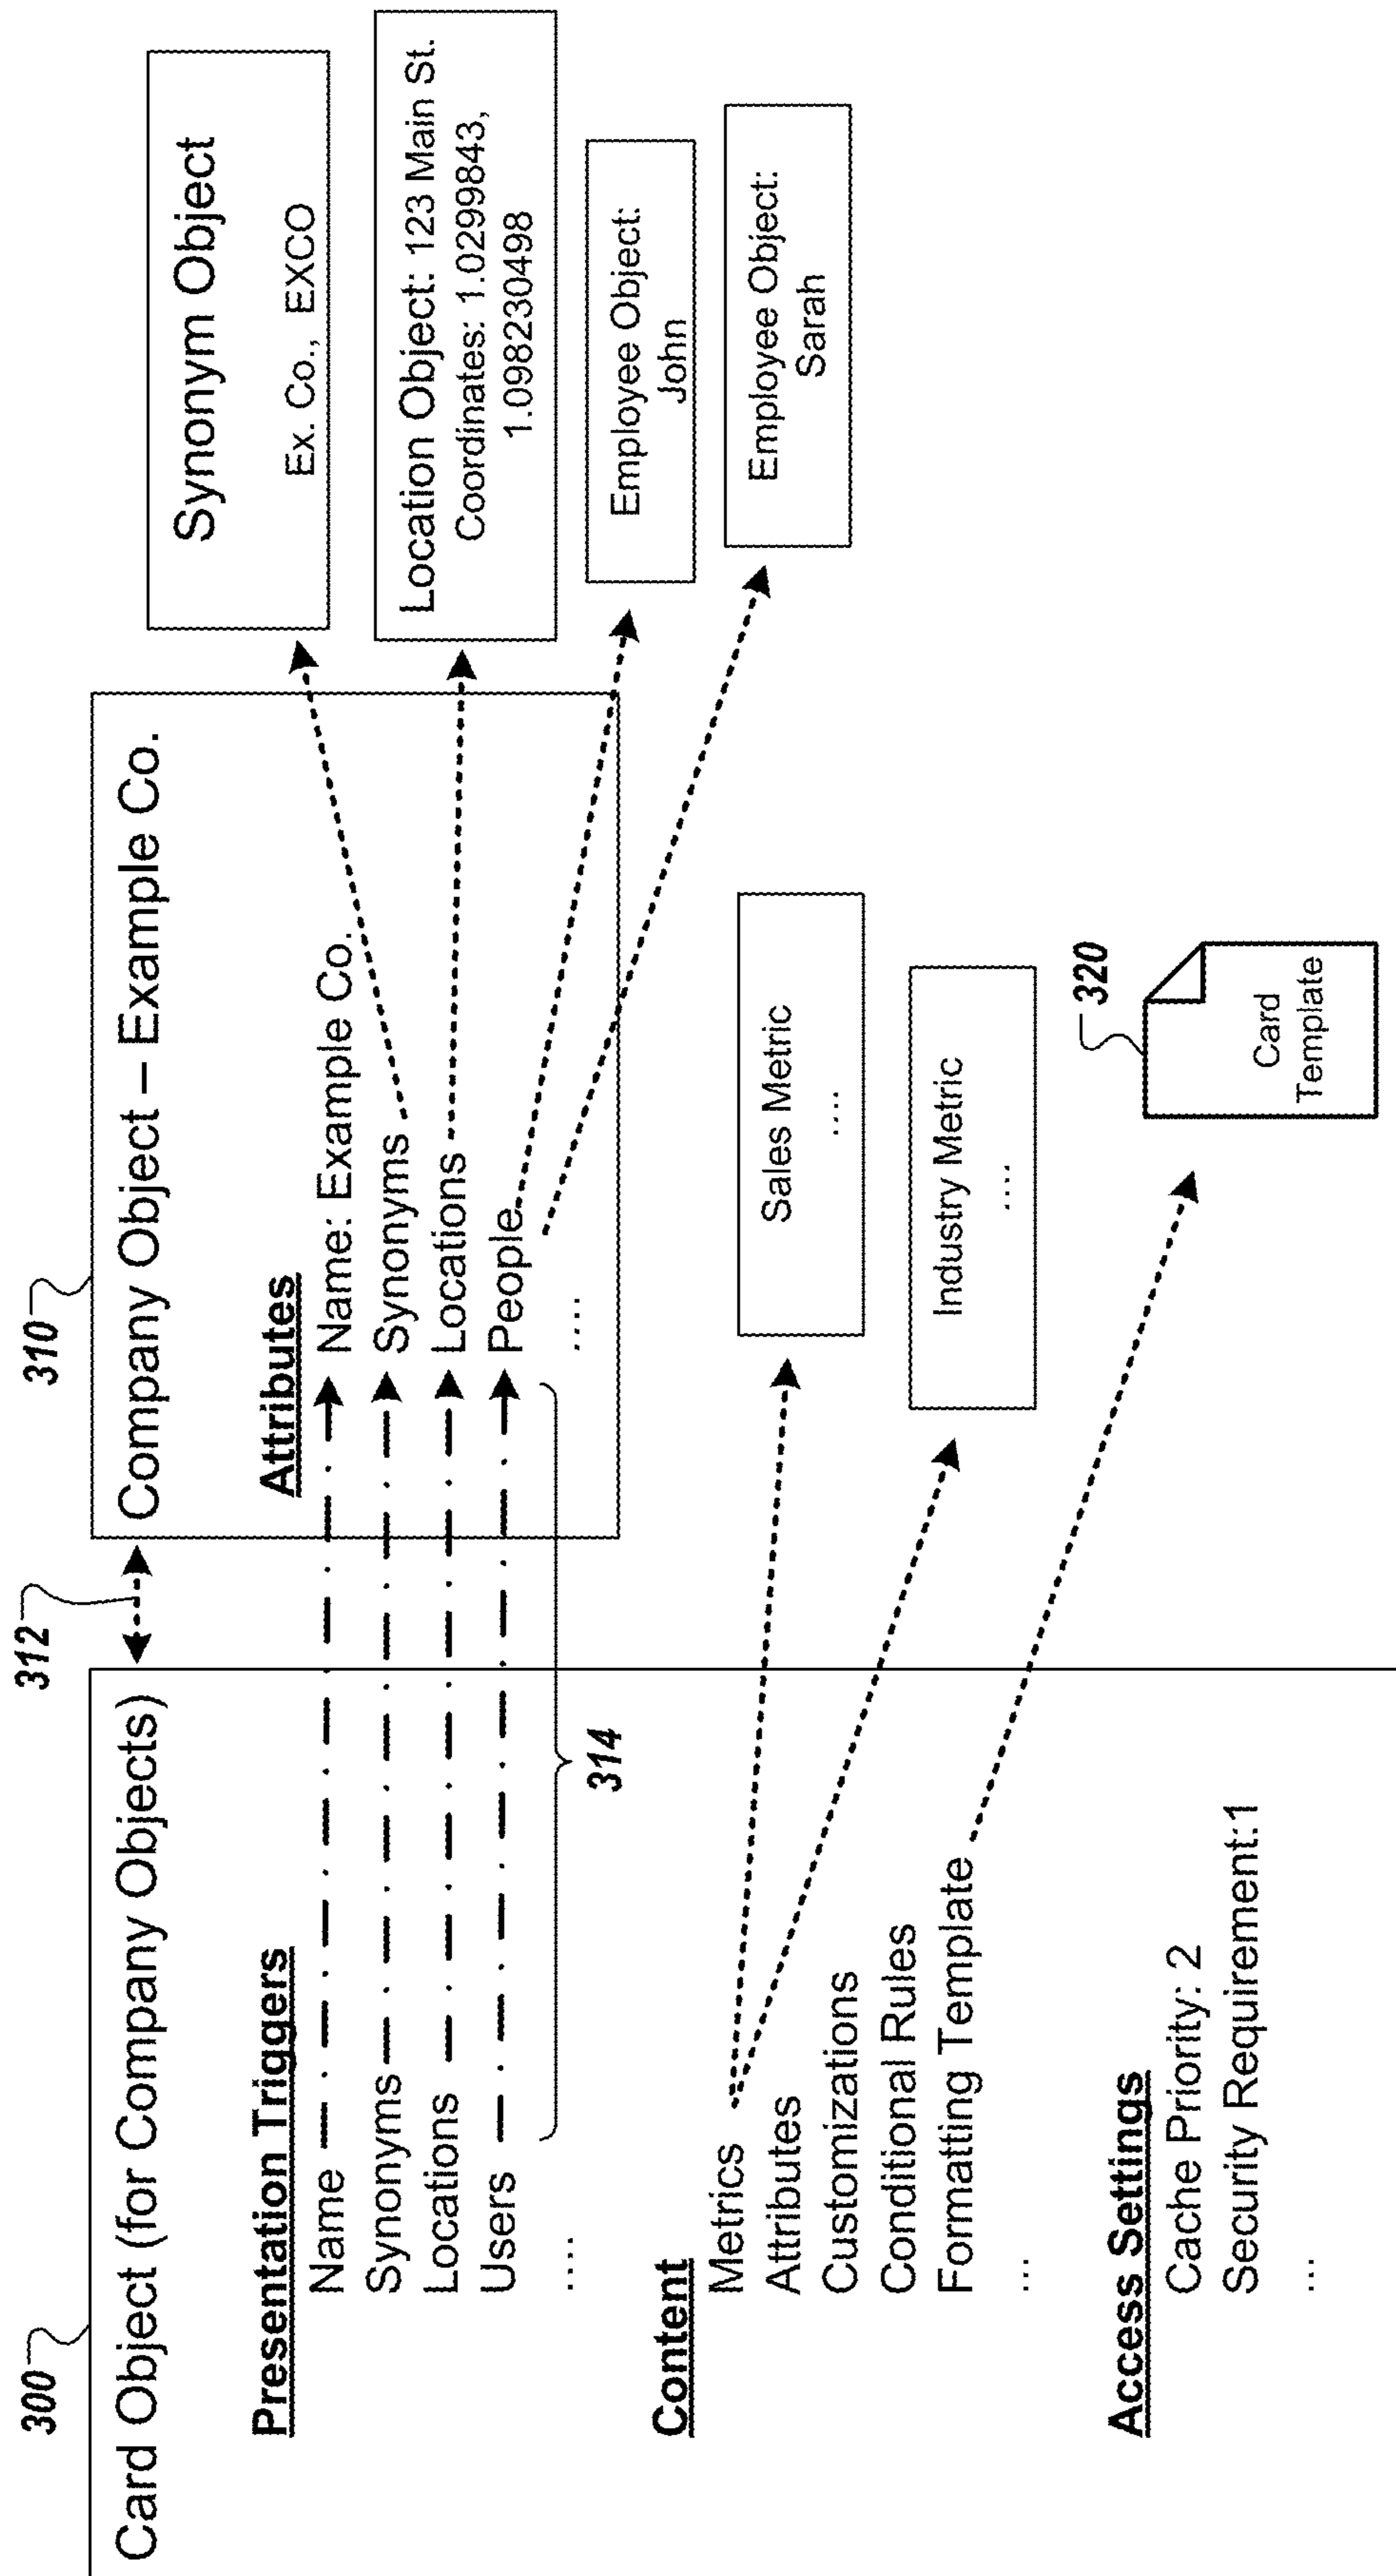 300
Card Object (for Company Objects)
Presentation Triggers
Name
Synonyms
Locations
Users
....
Content
Metrics
Attributes
Customizations
Conditional Rules
Formatting Template
...
Access Settings
Cache Priority: 2
Security Requirement:1
...
312
314
310
Company Object – Example Co.
Attributes
Name: Example Co.
Synonyms
Locations
People
....
Synonym Object
Ex. Co., EXCO
Location Object: 123 Main St.
Coordinates: 1.0299843,
1.098230498
Employee Object:
John
Employee Object:
Sarah
Sales Metric
....
Industry Metric
....
320
Card
Template